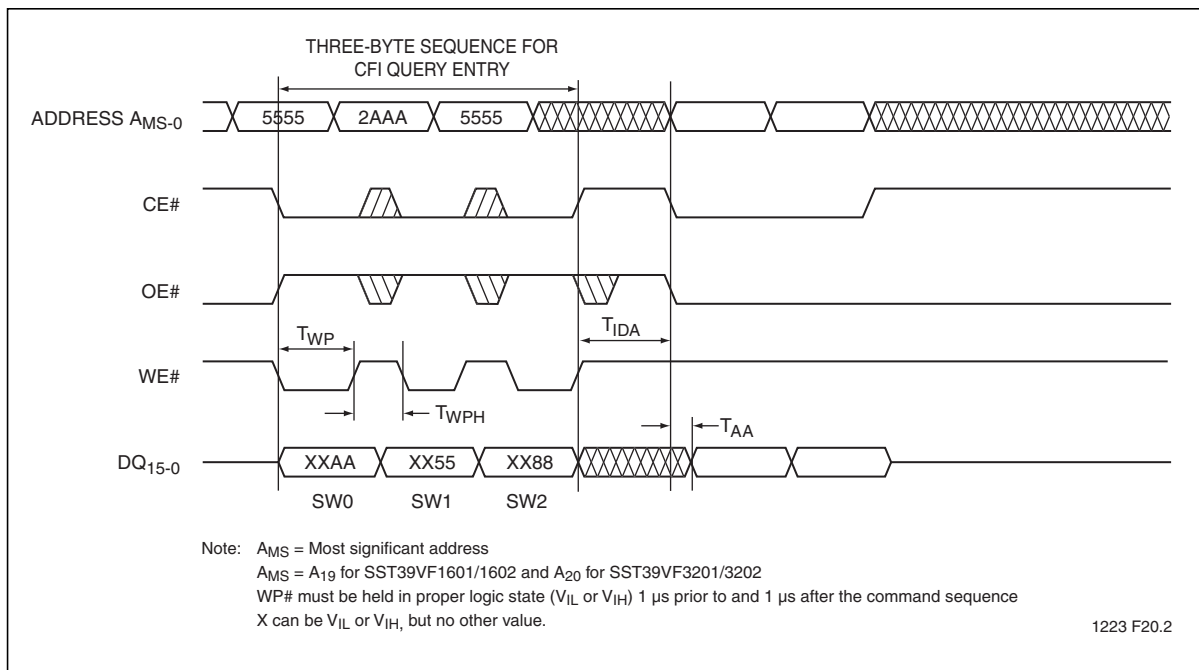 THREE-BYTE SEQUENCE FOR
CFI QUERY ENTRY
ADDRESS AMS-0
5555 2AAA 5555
CE#
OE#
TWP TIDA
WE#
TWPH
TAA
DQ15-0
XXAA XX55 XX88
SW0 SW1 SW2
Note: AMS = Most significant address
AMS = A19 for SST39VF1601/1602 and A20 for SST39VF3201/3202
WP# must be held in proper logic state (VIL or VIH) 1 µs prior to and 1 µs after the command sequence
X can be VIL or VIH, but no other value.
1223 F20.2